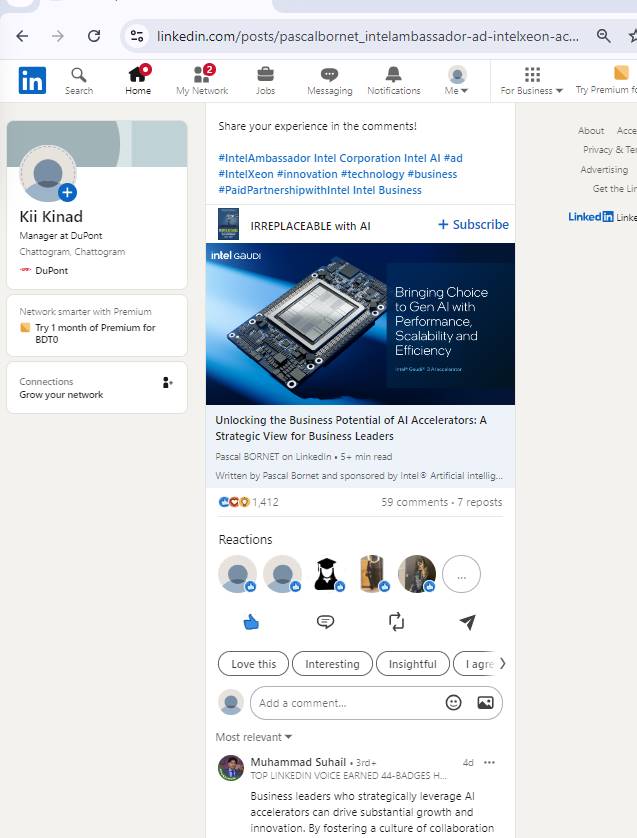 linkedin.com/posts/pascalbornet_intelambassador-ad-intelxeon-ac...
in
2
Search
Home
My Network
Jobs
Messaging
Notifications
Me
For Business
Try Premium fo
Share your experience in the comments!
#IntelAmbassador Intel Corporation Intel AI #ad
#IntelXeon #innovation #technology #business
#PaidPartnershipwithIntel Intel Business
IRREPLACEABLE with AI
+ Subscribe
intel GAUDI
Bringing Choice
to Gen AI with
Performance,
Scalability and
Efficiency
Intel® Gaudi® 3 AI accelerator
Unlocking the Business Potential of AI Accelerators: A
Strategic View for Business Leaders
Pascal BORNET on LinkedIn • 5+ min read
Written by Pascal Bornet and sponsored by Intel® Artificial intellig...
1,412
59 comments · 7 reposts
Reactions
...
Love this
Interesting
Insightful
I agre
Add a comment...
Most relevant
Muhammad Suhail • 3rd+
4d
TOP LINKEDIN VOICE EARNED 44-BADGES H...
Business leaders who strategically leverage AI
accelerators can drive substantial growth and
innovation. By fostering a culture of collaboration
Kii Kinad
Manager at DuPont
Chattogram, Chattogram
DuPont
Network smarter with Premium
Try 1 month of Premium for
BDT0
Connections
Grow your network
About
Acce
Privacy & Ter
Advertising
Get the Lin
Linkedin
Linke